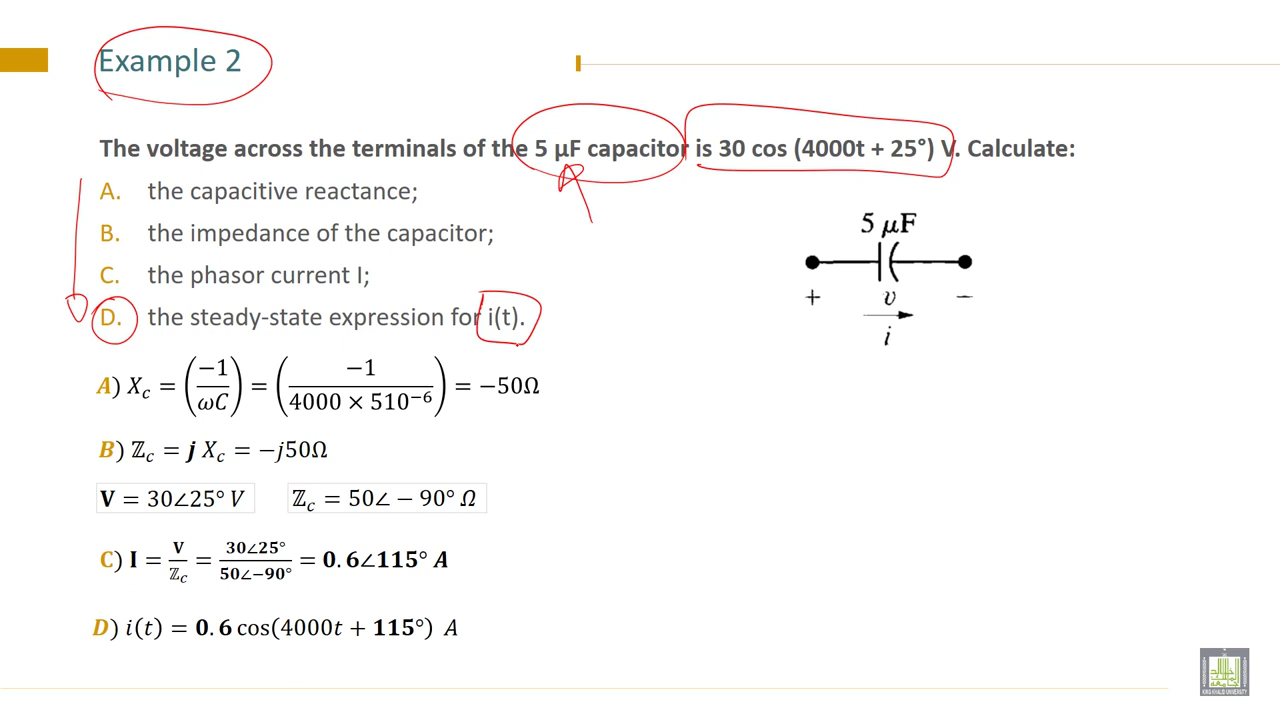 Example 2
The voltage across the terminals of the 5 µF capacitor is 30 cos (4000t + 25°) V. Calculate:
A. the capacitive reactance;
B. the impedance of the capacitor;
C. the phasor current I;
D. the steady-state expression for i(t).
5 µF
+ v −
i
A) X_c = (−1/ωC) = (−1/4000 × 510⁻⁶) = −50Ω
B) ℤ_c = j X_c = −j50Ω
V = 30∠25° V ℤ_c = 50∠ − 90° Ω
C) I = V/ℤ_c = 30∠25°/50∠−90° = 0.6∠115° A
D) i(t) = 0.6 cos(4000t + 115°) A
KING KHALID UNIVERSITY